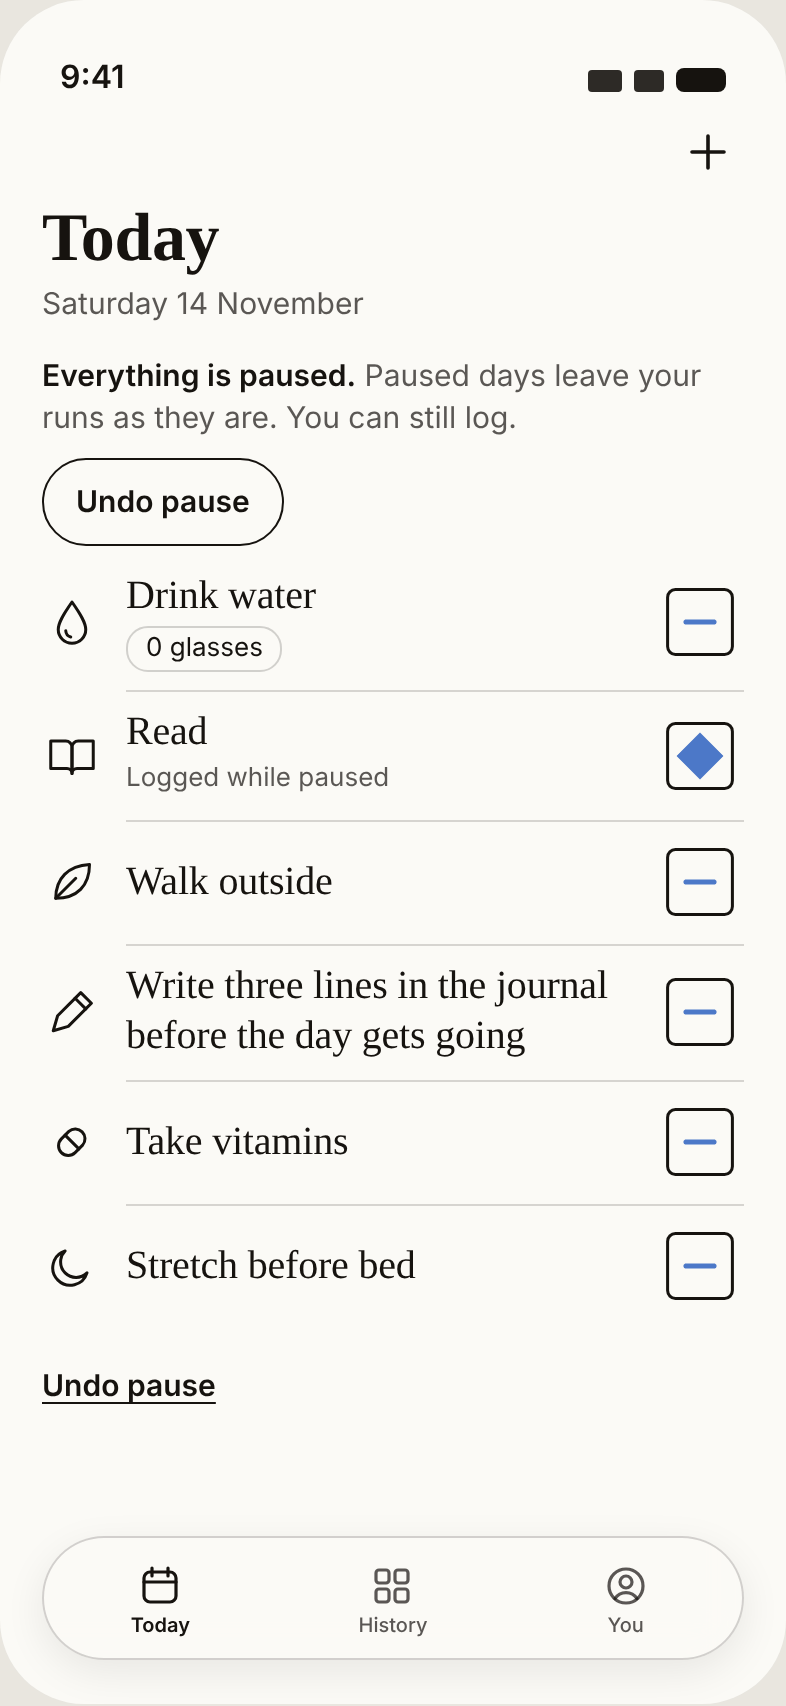 9:41
Today
Saturday 14 November
Everything is paused. Paused days leave your
runs as they are. You can still log.
Undo pause
Drink water
0 glasses
Read
Logged while paused
Walk outside
Write three lines in the journal
before the day gets going
Take vitamins
Stretch before bed
Undo pause
Today
History
You